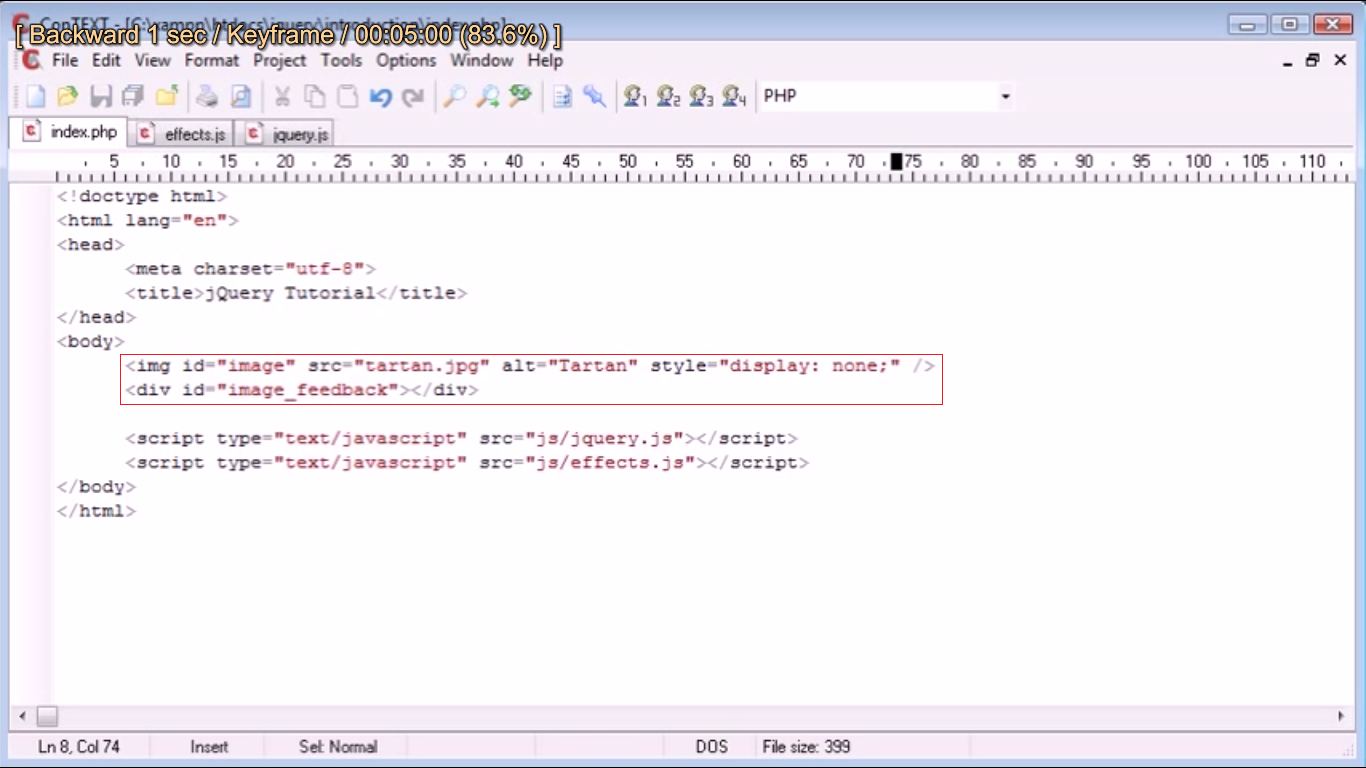 ConTEXT - [C:\xampp\htdocs\jquery\introduction\index.php]
[ Backward 1 sec / Keyframe / 00:05:00 (83.6%) ]
File Edit View Format Project Tools Options Window Help
1 2 3 4 PHP
index.php effects.js jquery.js
5 10 15 20 25 30 35 40 45 50 55 60 65 70 75 80 85 90 95 100 105 110
<!doctype html>
<html lang="en">
<head>
<meta charset="utf-8">
<title>jQuery Tutorial</title>
</head>
<body>
<img id="image" src="tartan.jpg" alt="Tartan" style="display: none;" />
<div id="image_feedback"></div>
<script type="text/javascript" src="js/jquery.js"></script>
<script type="text/javascript" src="js/effects.js"></script>
</body>
</html>
Ln 8, Col 74 Insert Sel: Normal DOS File size: 399